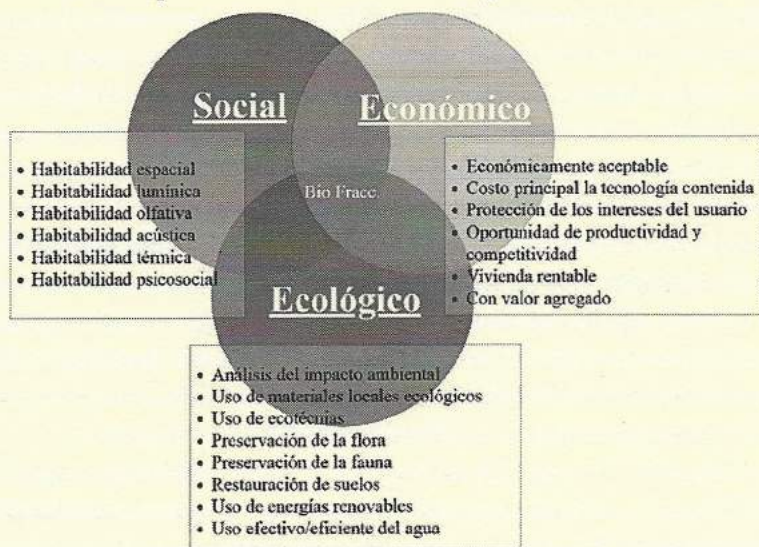 Social
Económico
• Habitabilidad espacial
• Habitabilidad lumínica
• Habitabilidad olfativa
• Habitabilidad acústica
• Habitabilidad térmica
• Habitabilidad psicosocial
Bio Fracc.
• Económicamente aceptable
• Costo principal la tecnología contenida
• Protección de los intereses del usuario
• Oportunidad de productividad y
competitividad
• Vivienda rentable
• Con valor agregado
Ecológico
• Análisis del impacto ambiental
• Uso de materiales locales ecológicos
• Uso de ecotécnias
• Preservación de la flora
• Preservación de la fauna
• Restauración de suelos
• Uso de energías renovables
• Uso efectivo/eficiente del agua